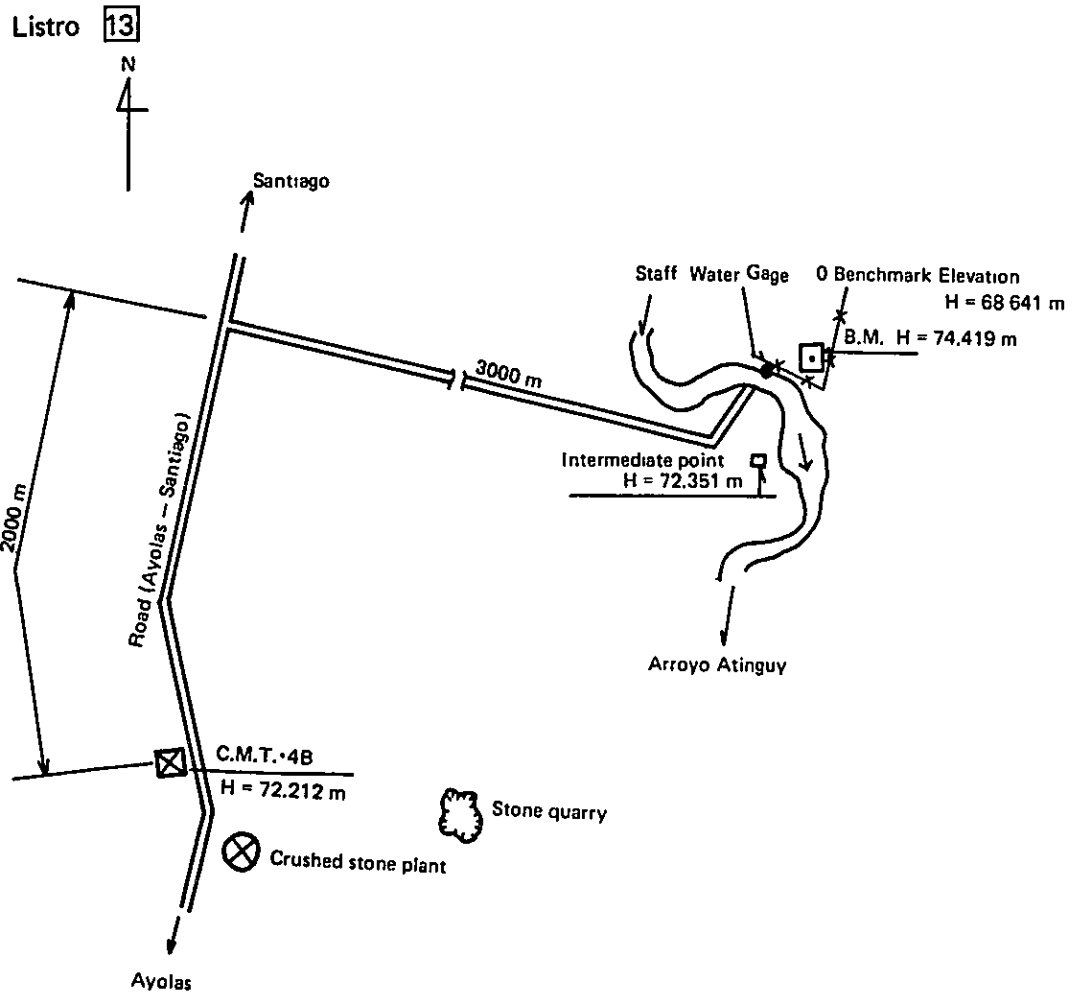 Listro 13
N
Santiago
Staff Water Gage
0 Benchmark Elevation
H = 68 641 m
B.M. H = 74.419 m
3000 m
Intermediate point
H = 72.351 m
2000 m
Road (Ayolas — Santiago)
Arroyo Atinguy
C.M.T.·4B
H = 72.212 m
Stone quarry
Crushed stone plant
Ayolas